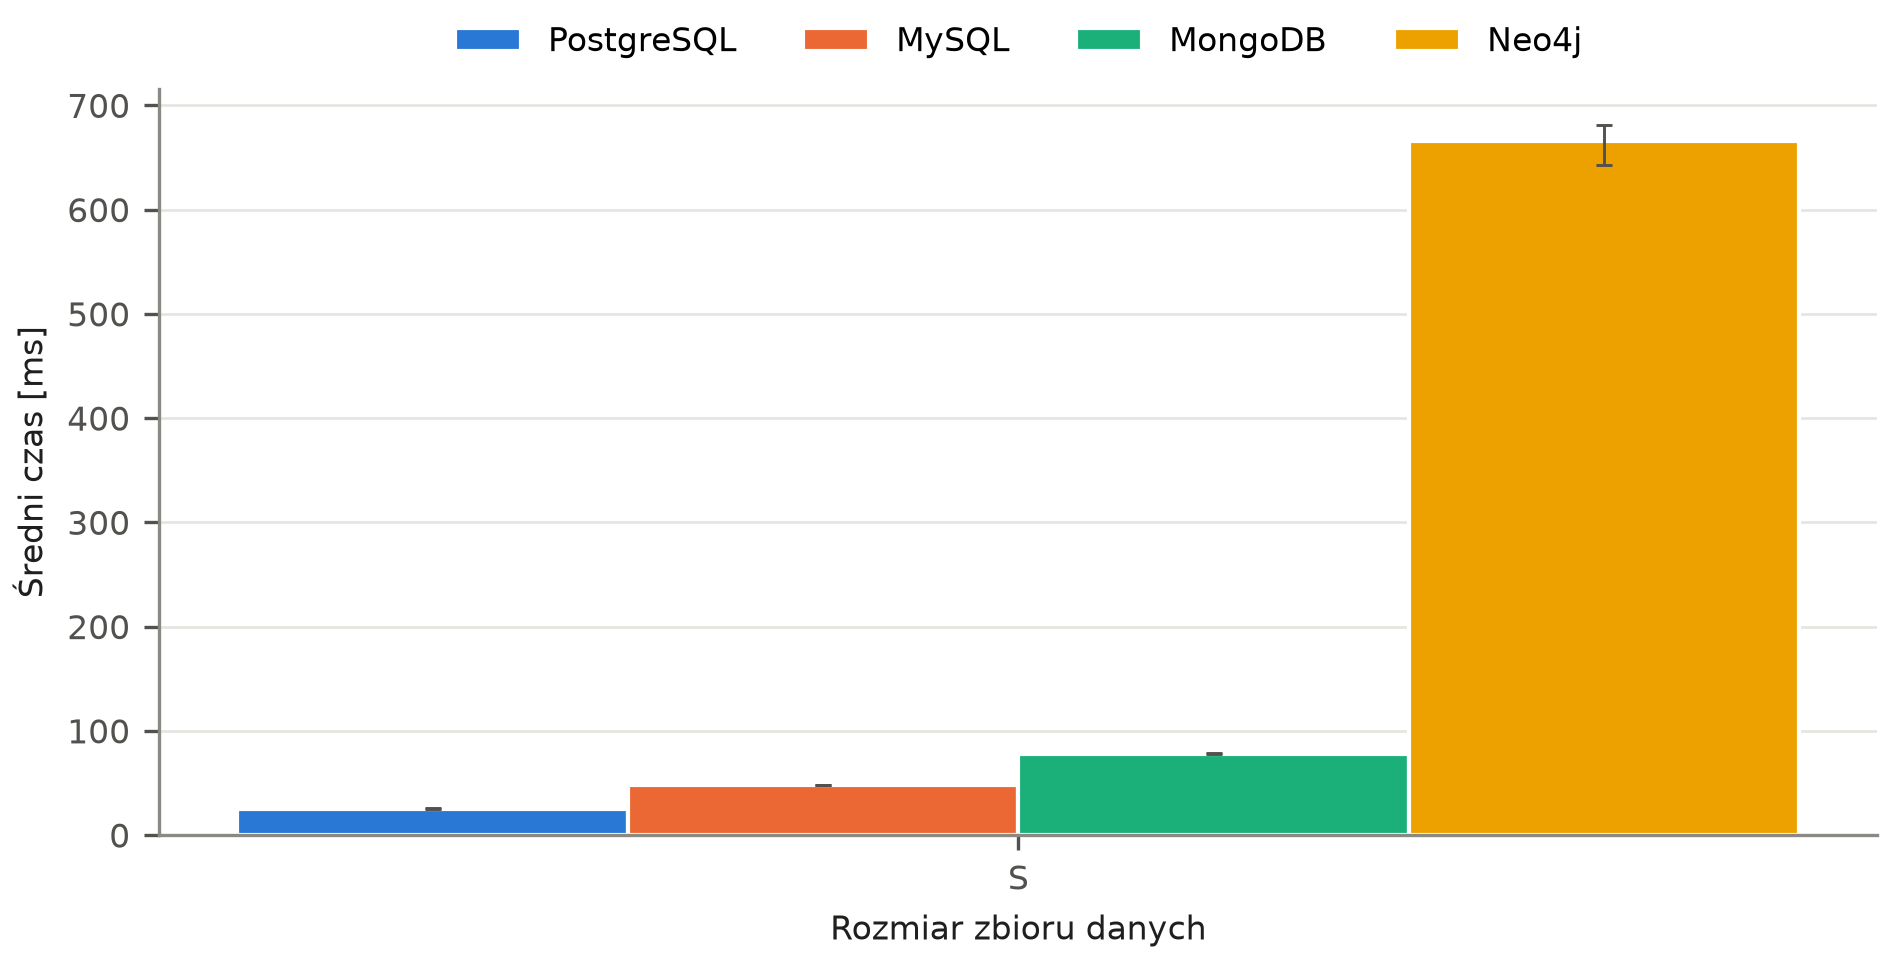 PostgreSQL MySQL MongoDB Neo4j
Średni czas [ms]
700
600
500
400
300
200
100
0
S
Rozmiar zbioru danych